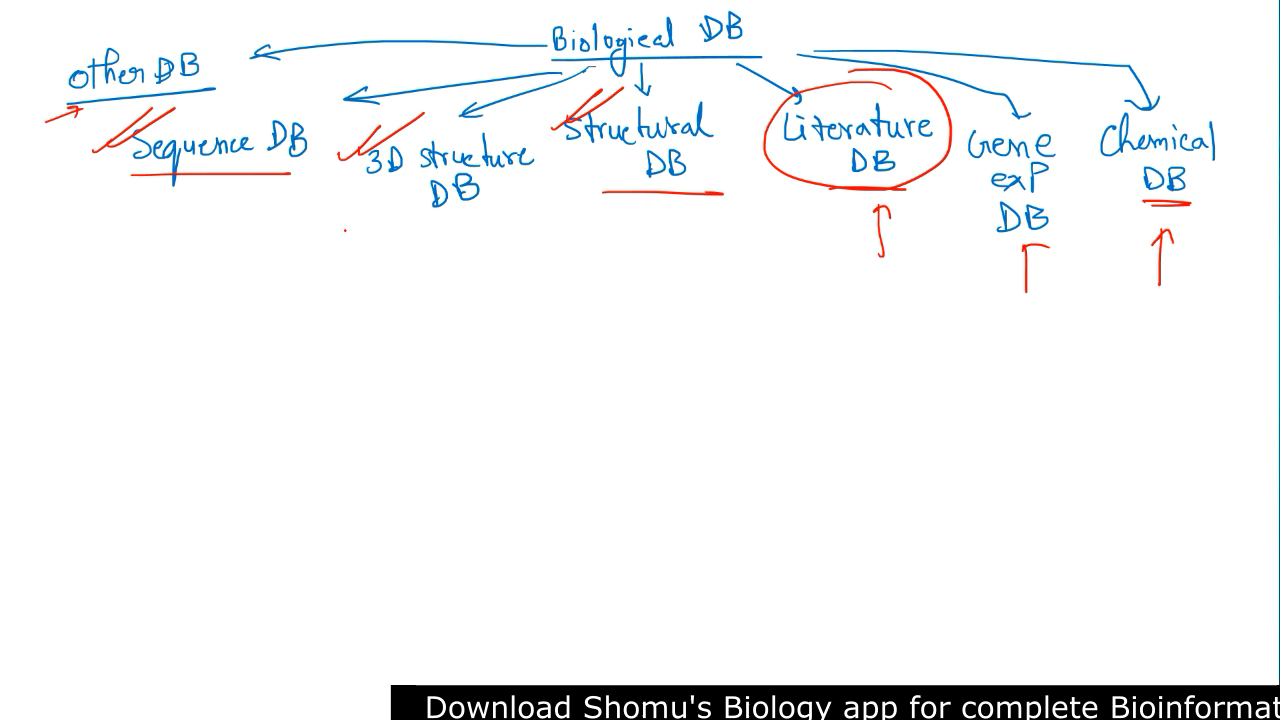 Biological DB
other DB
Sequence DB
3D structure
DB
Structural
DB
Literature
DB
Gene
exp
DB
Chemical
DB
Download Shomu's Biology app for complete Bioinformat